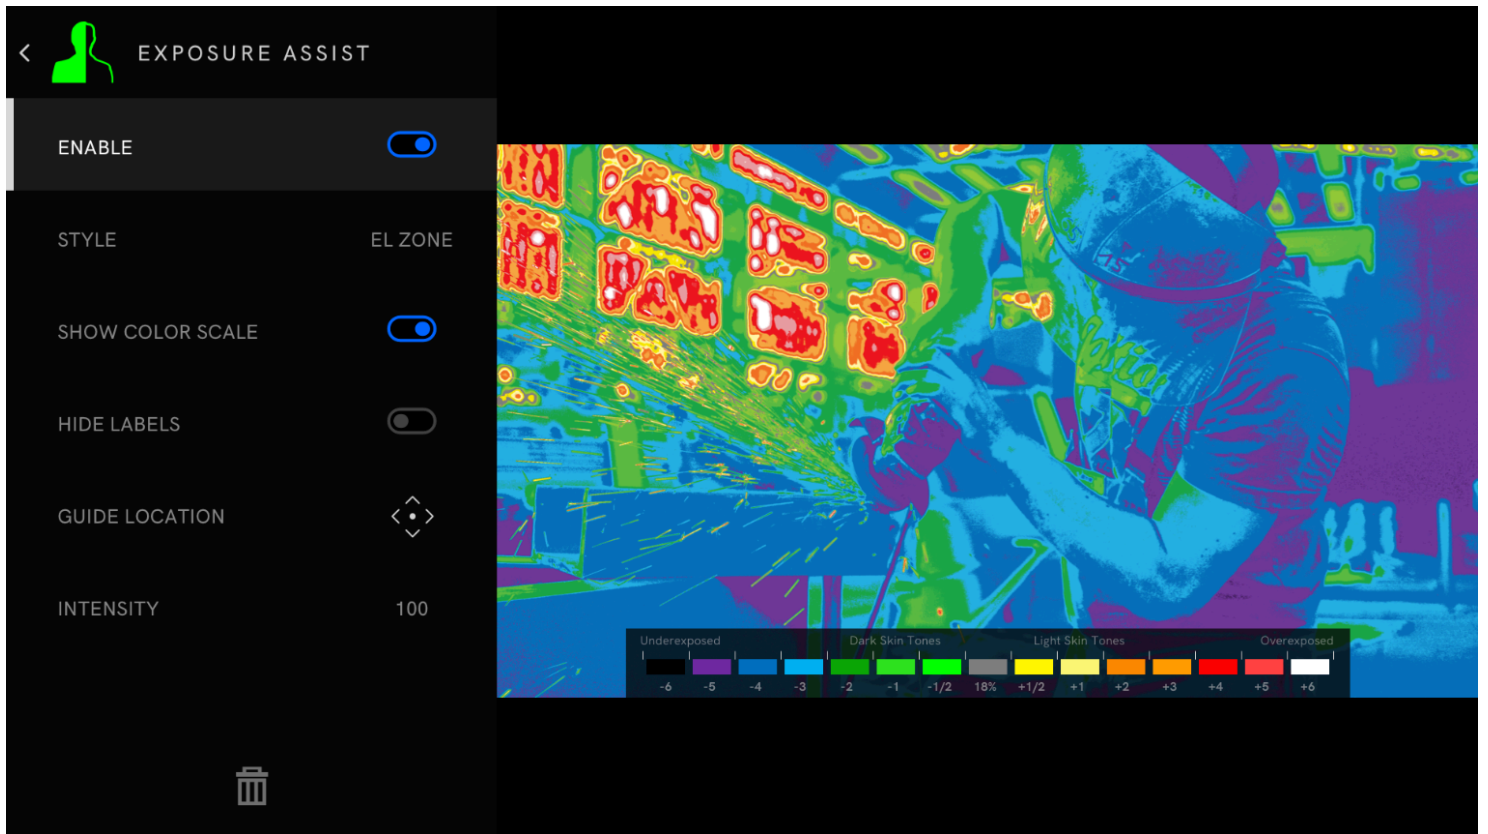 EXPOSURE ASSIST
ENABLE
STYLE EL ZONE
SHOW COLOR SCALE
HIDE LABELS
GUIDE LOCATION
INTENSITY 100
15
Underexposed Dark Skin Tones Light Skin Tones Overexposed
-6 -5 -4 -3 -2 -1 -1/2 18% +1/2 +1 +2 +3 +4 +5 +6